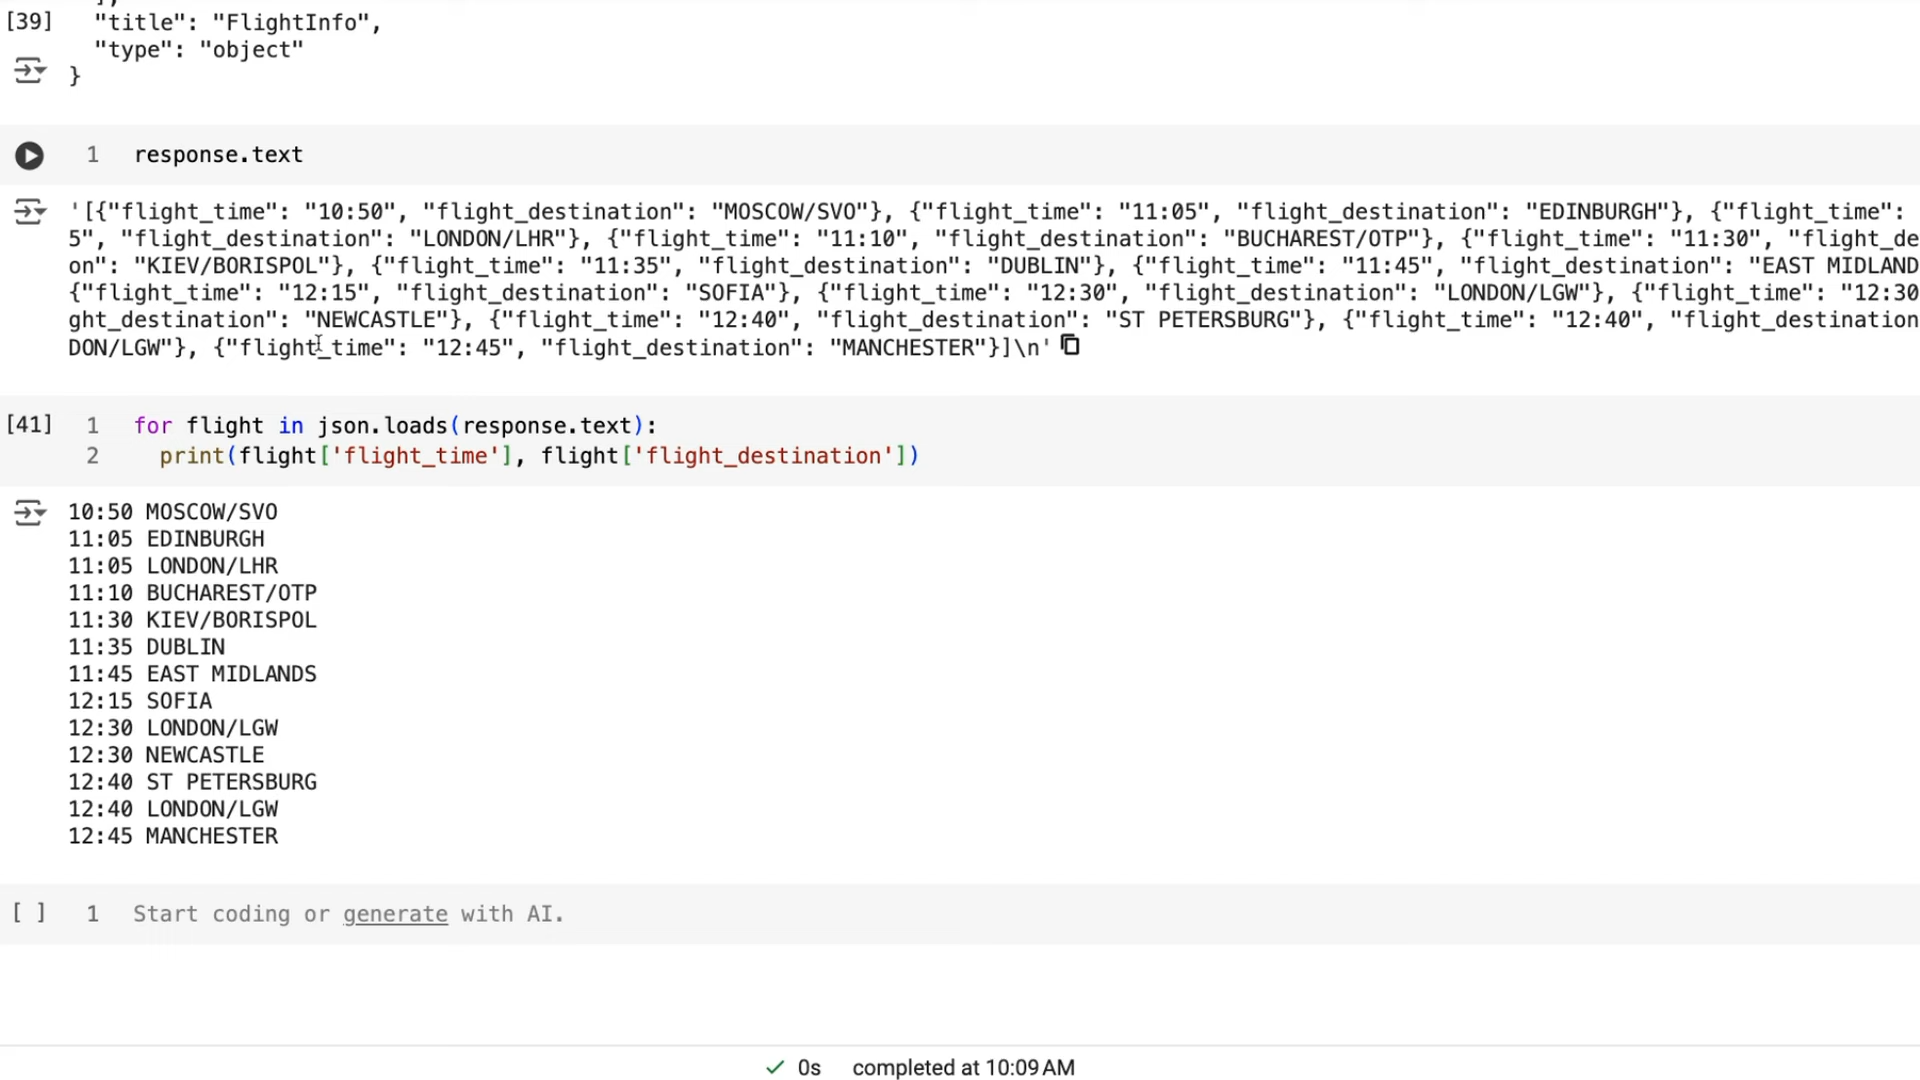 [39]
"title": "FlightInfo",
"type": "object"
}
1 response.text
'[{"flight_time": "10:50", "flight_destination": "MOSCOW/SVO"}, {"flight_time": "11:05", "flight_destination": "EDINBURGH"}, {"flight_time":
5", "flight_destination": "LONDON/LHR"}, {"flight_time": "11:10", "flight_destination": "BUCHAREST/OTP"}, {"flight_time": "11:30", "flight_de
on": "KIEV/BORISPOL"}, {"flight_time": "11:35", "flight_destination": "DUBLIN"}, {"flight_time": "11:45", "flight_destination": "EAST MIDLAND
{"flight_time": "12:15", "flight_destination": "SOFIA"}, {"flight_time": "12:30", "flight_destination": "LONDON/LGW"}, {"flight_time": "12:30
ght_destination": "NEWCASTLE"}, {"flight_time": "12:40", "flight_destination": "ST PETERSBURG"}, {"flight_time": "12:40", "flight_destination
DON/LGW"}, {"flight_time": "12:45", "flight_destination": "MANCHESTER"}]\n'
[41] 1 for flight in json.loads(response.text):
2 print(flight['flight_time'], flight['flight_destination'])
10:50 MOSCOW/SVO
11:05 EDINBURGH
11:05 LONDON/LHR
11:10 BUCHAREST/OTP
11:30 KIEV/BORISPOL
11:35 DUBLIN
11:45 EAST MIDLANDS
12:15 SOFIA
12:30 LONDON/LGW
12:30 NEWCASTLE
12:40 ST PETERSBURG
12:40 LONDON/LGW
12:45 MANCHESTER
[ ] 1 Start coding or generate with AI.
0s completed at 10:09 AM